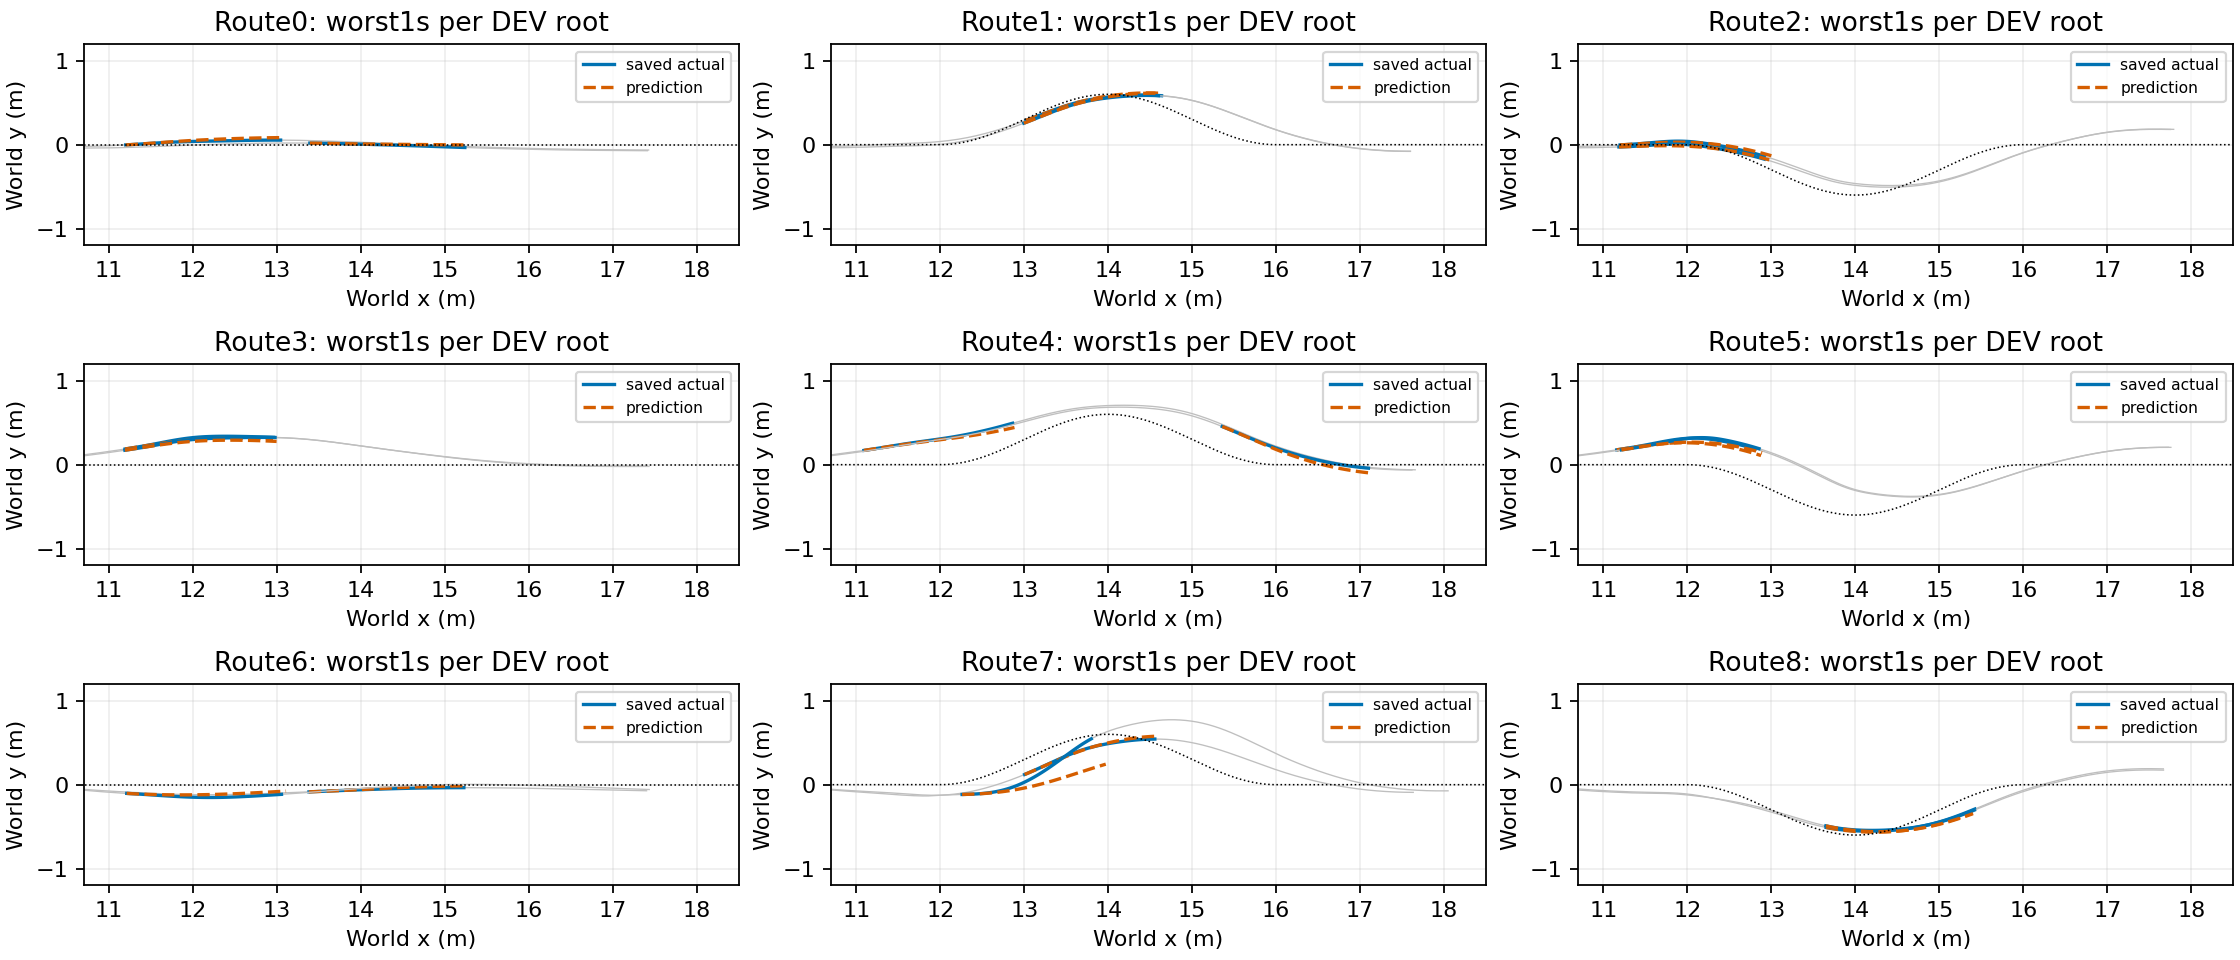 Route0: worst1s per DEV root
World y (m)
1
0
−1
saved actual
prediction
11 12 13 14 15 16 17 18
World x (m)
Route1: worst1s per DEV root
World y (m)
1
0
−1
saved actual
prediction
11 12 13 14 15 16 17 18
World x (m)
Route2: worst1s per DEV root
World y (m)
1
0
−1
saved actual
prediction
11 12 13 14 15 16 17 18
World x (m)
Route3: worst1s per DEV root
World y (m)
1
0
−1
saved actual
prediction
11 12 13 14 15 16 17 18
World x (m)
Route4: worst1s per DEV root
World y (m)
1
0
−1
saved actual
prediction
11 12 13 14 15 16 17 18
World x (m)
Route5: worst1s per DEV root
World y (m)
1
0
−1
saved actual
prediction
11 12 13 14 15 16 17 18
World x (m)
Route6: worst1s per DEV root
World y (m)
1
0
−1
saved actual
prediction
11 12 13 14 15 16 17 18
World x (m)
Route7: worst1s per DEV root
World y (m)
1
0
−1
saved actual
prediction
11 12 13 14 15 16 17 18
World x (m)
Route8: worst1s per DEV root
World y (m)
1
0
−1
saved actual
prediction
11 12 13 14 15 16 17 18
World x (m)